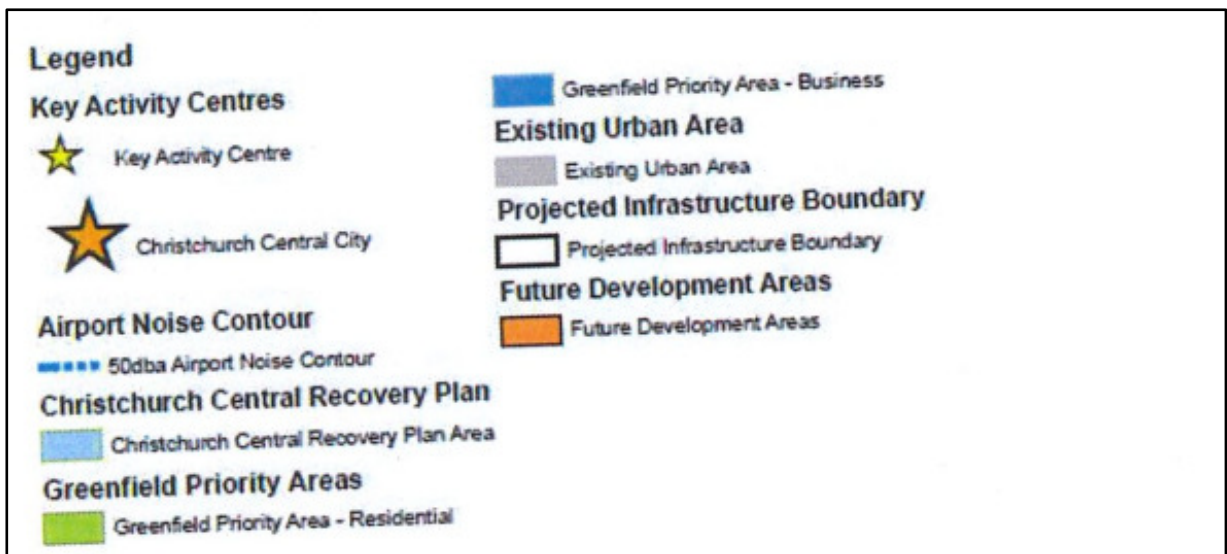 Legend
Key Activity Centres
Key Activity Centre
Christchurch Central City
Airport Noise Contour
50dba Airport Noise Contour
Christchurch Central Recovery Plan
Christchurch Central Recovery Plan Area
Greenfield Priority Areas
Greenfield Priority Area - Residential
Greenfield Priority Area - Business
Existing Urban Area
Existing Urban Area
Projected Infrastructure Boundary
Projected Infrastructure Boundary
Future Development Areas
Future Development Areas